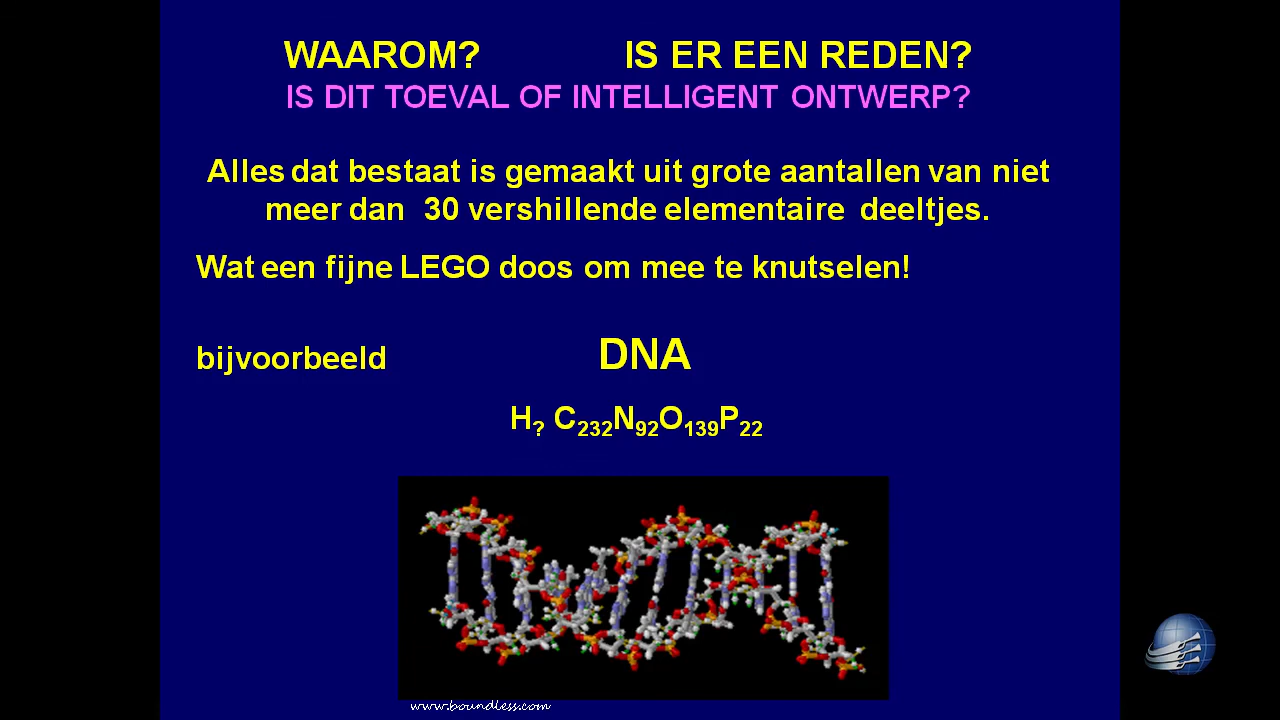 WAAROM? IS ER EEN REDEN?
IS DIT TOEVAL OF INTELLIGENT ONTWERP?
Alles dat bestaat is gemaakt uit grote aantallen van niet
meer dan 30 vershillende elementaire deeltjes.
Wat een fijne LEGO doos om mee te knutselen!
bijvoorbeeld DNA
H? C232N92O139P22
www.boundless.com